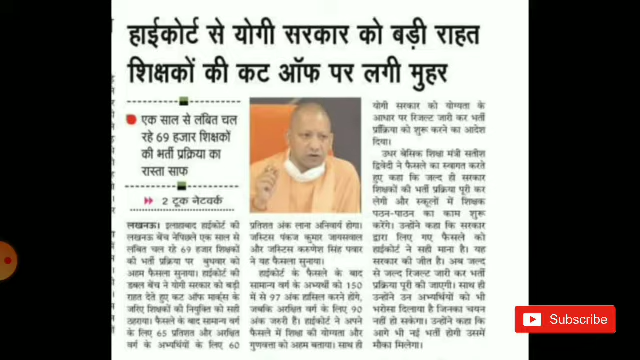 हाईकोर्ट से योगी सरकार को बड़ी राहत
शिक्षकों की कट ऑफ पर लगी मुहर
एक साल से लंबित चल
रहे 69 हजार शिक्षकों
की भर्ती प्रक्रिया का
रास्ता साफ
2 टूक नेटवर्क
लखनऊ। इलाहाबाद हाईकोर्ट की
लखनऊ बेंच नेपिछले एक साल से
लंबित चल रहे 69 हजार शिक्षकों
की भर्ती प्रक्रिया पर बुधवार को
अहम फैसला सुनाया। हाईकोर्ट की
डबल बेंच ने योगी सरकार को बड़ी
राहत देते हुए कट ऑफ मार्क्स के
जरिए शिक्षकों की नियुक्ति को सही
ठहराया। फैसले के बाद सामान्य वर्ग
के लिए 65 प्रतिशत और आरक्षित
वर्ग के अभ्यर्थियों के लिए 60
प्रतिशत अंक लाना अनिवार्य होगा।
जस्टिस पंकज कुमार जायसवाल
और जस्टिस करुणेश सिंह पवार
ने यह फैसला सुनाया।
हाईकोर्ट के फैसले के बाद
सामान्य वर्ग के अभ्यर्थी को 150
में से 97 अंक हासिल करने होंगे,
जबकि आरक्षित वर्ग के लिए 90
अंक जरुरी हैं। हाईकोर्ट ने अपने
फैसले में शिक्षा की योग्यता और
गुणवत्ता को अहम बताया। साथ ही
योगी सरकार को योग्यता के
आधार पर रिजल्ट जारी कर भर्ती
प्राक्रिया को शुरू करने का आदेश
दिया।
उधर बेसिक शिक्षा मंत्री सतीश
द्विवेदी ने फैसले का स्वागत करते
हुए कहा कि जल्द ही सरकार
शिक्षकों की भर्ती प्रक्रिया पूरी कर
लेगी और स्कूलों में शिक्षक
पठन-पाठन का काम शुरू
करेंगे। उन्होंने कहा कि सरकार
द्वारा लिए गए फैसले को
हाईकोर्ट ने सही माना है। यह
सरकार की जीत है। अब जल्द
से जल्द रिजल्ट जारी कर भर्ती
प्रक्रिया पूरी की जाएगी। साथ ही
उन्होंने उन अभ्यर्थियों को भी
भरोसा दिलाया है जिनका चयन
नहीं हो सकेगा। उन्होंने कहा कि
आगे भी नई भर्ती होगी उसमें
मौका मिलेगा।
SUBSCRIBE